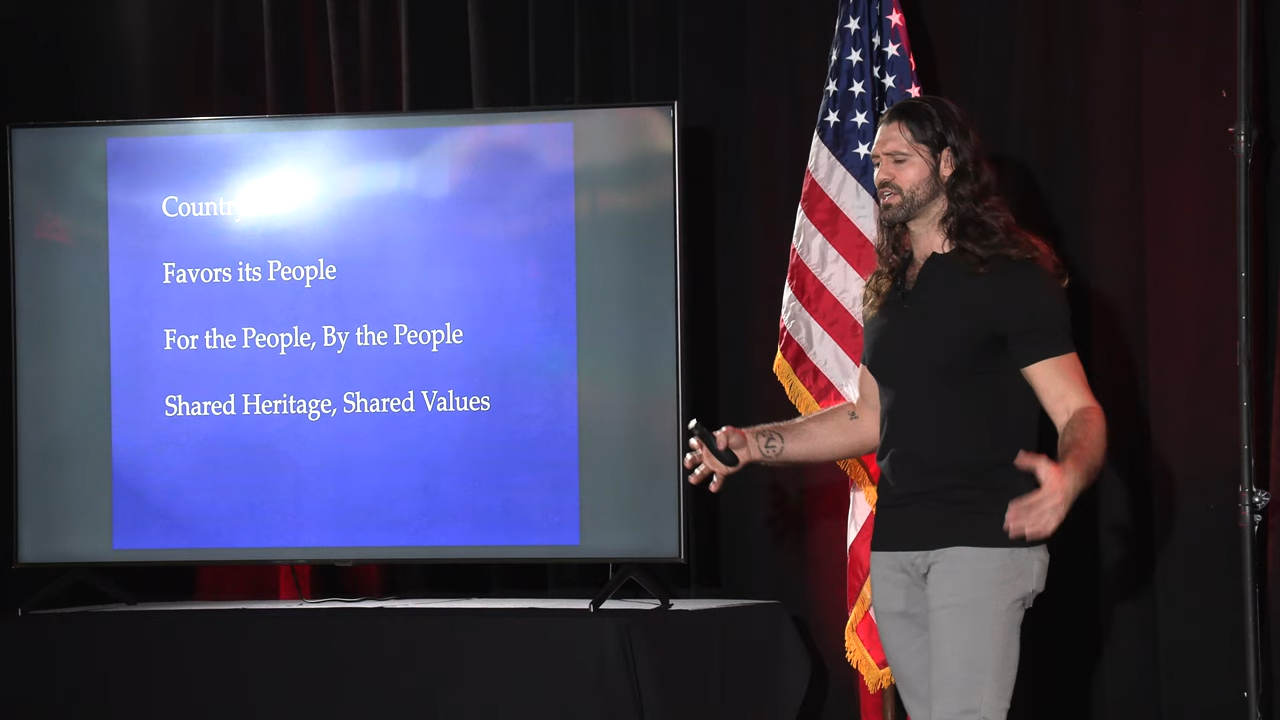 Country
Favors its People
For the People, By the People
Shared Heritage, Shared Values